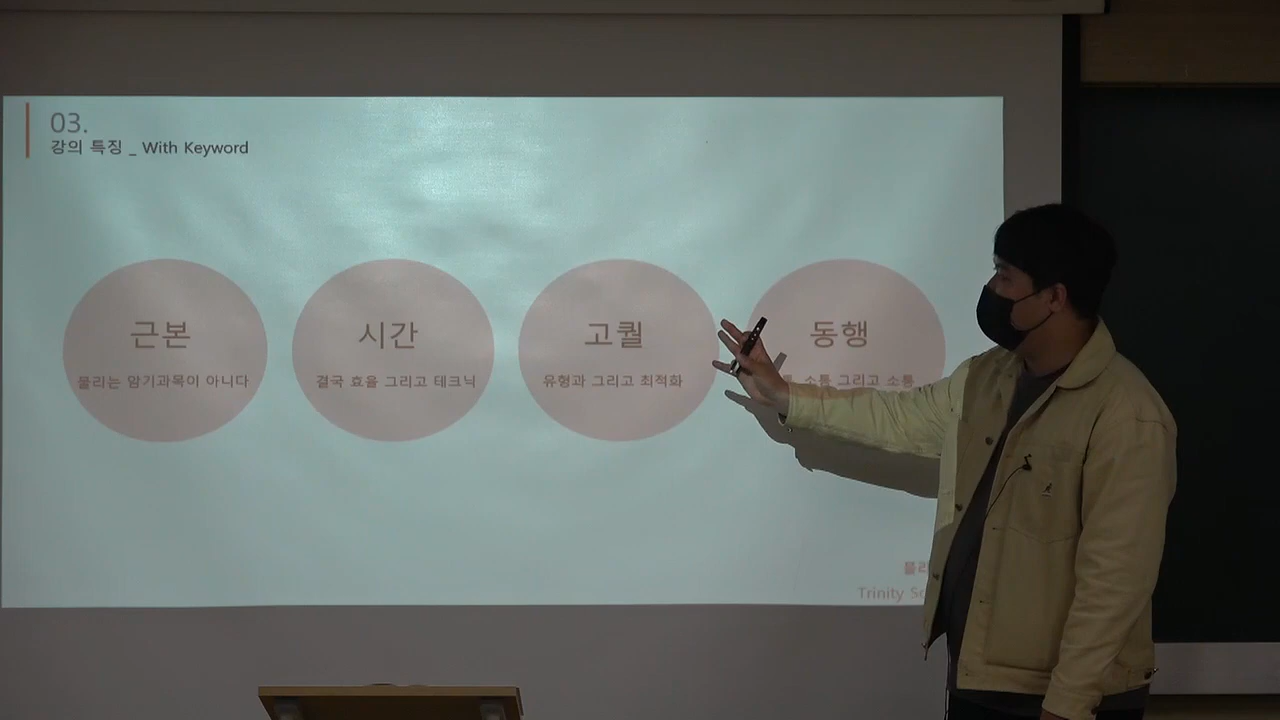 03.
강의 특징 _ With Keyword
근본
물리는 암기과목이 아니다
시간
결국 효율 그리고 테크닉
고퀄
유형과 그리고 최적화
동행
소통 그리고 소통
물리
Trinity